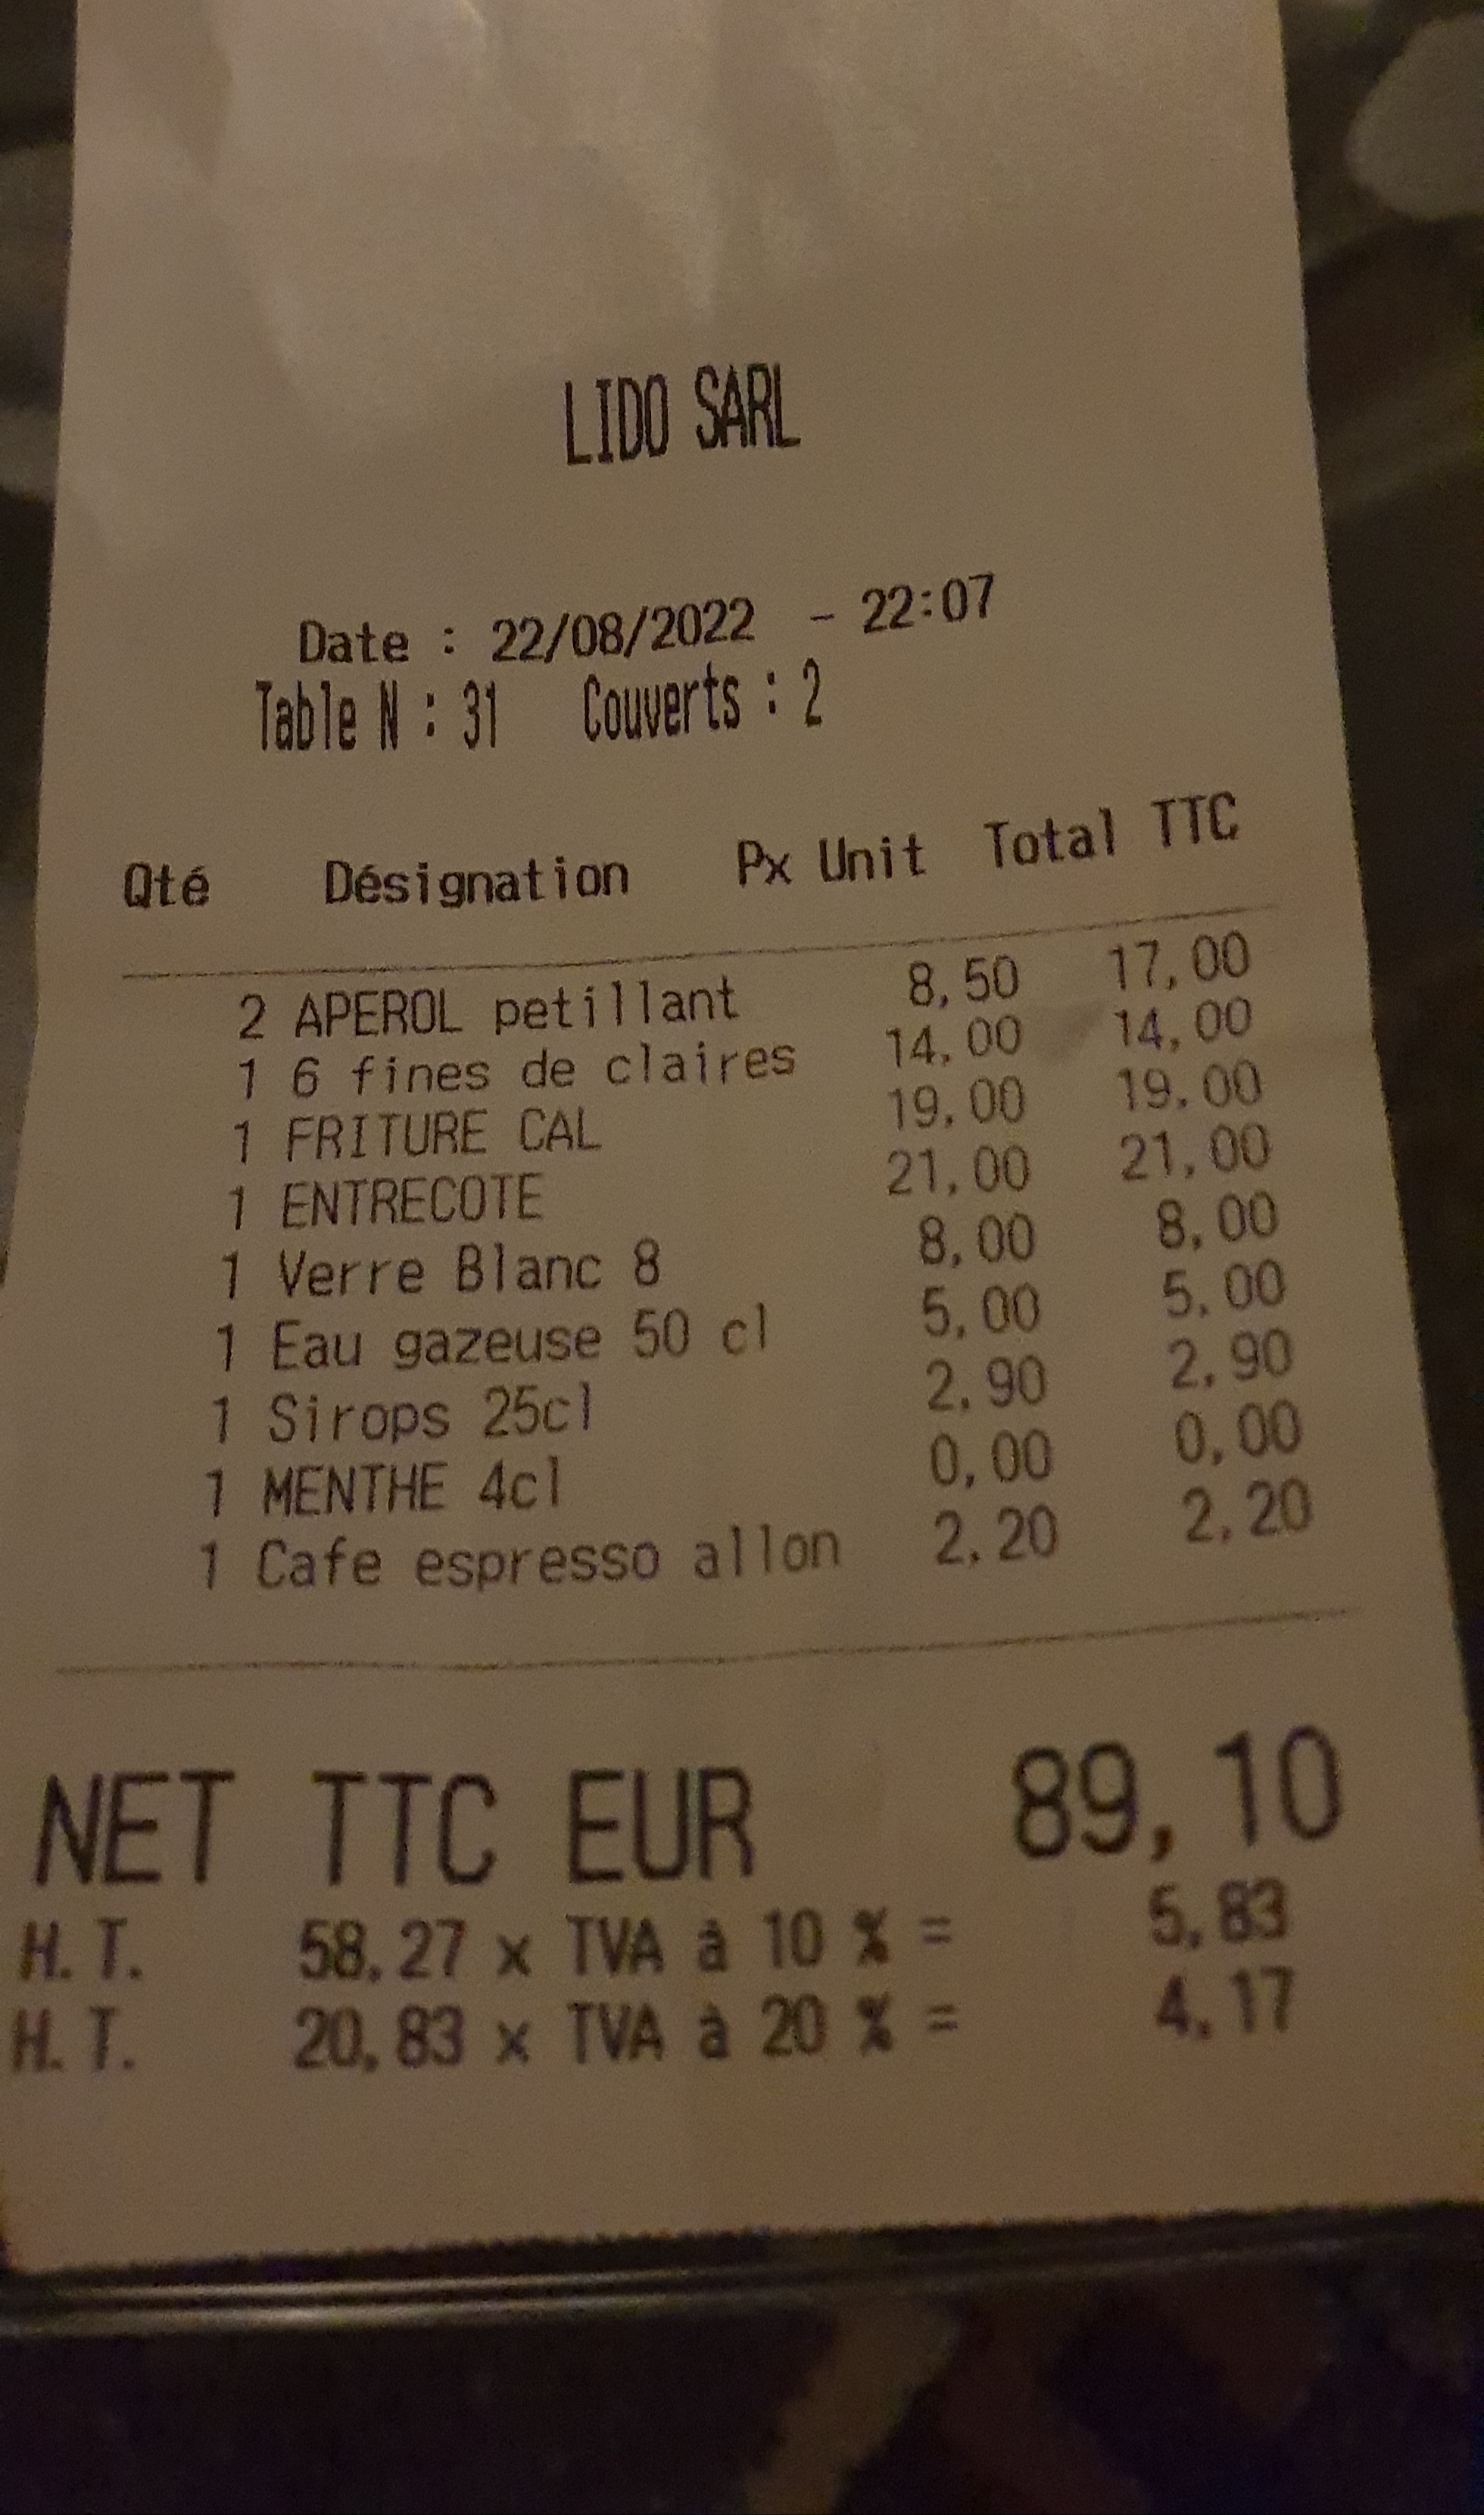 LIDO SARL
Date : 22/08/2022 - 22:07
Table N : 31 Couverts : 2
Qté Désignation Px Unit Total TTC
2 APEROL petillant 8,50 17,00
1 6 fines de claires 14,00 14,00
1 FRITURE CAL 19,00 19,00
1 ENTRECOTE 21,00 21,00
1 Verre Blanc 8 8,00 8,00
1 Eau gazeuse 50 cl 5,00 5,00
1 Sirops 25cl 2,90 2,90
1 MENTHE 4cl 0,00 0,00
1 Cafe espresso allon 2,20 2,20
NET TTC EUR 89,10
H.T. 58,27 x TVA à 10 % = 5,83
H.T. 20,83 x TVA à 20 % = 4,17